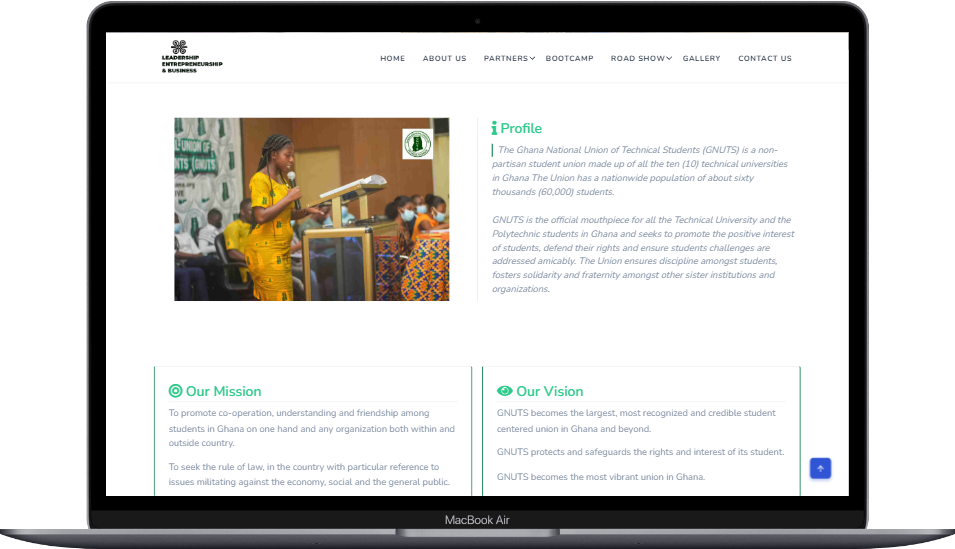 LEADERSHIP
ENTREPRENEURSHIP
& BUSINESS
HOME ABOUT US PARTNERS BOOTCAMP ROAD SHOW GALLERY CONTACT US
UNION OF
NTS (GNUTS
Profile
The Ghana National Union of Technical Students (GNUTS) is a non-
partisan student union made up of all the ten (10) technical universities
in Ghana The Union has a nationwide population of about sixty
thousands (60,000) students.
GNUTS is the official mouthpiece for all the Technical University and the
Polytechnic students in Ghana and seeks to promote the positive interest
of students, defend their rights and ensure students challenges are
addressed amicably. The Union ensures discipline amongst students,
fosters solidarity and fraternity amongst other sister institutions and
organizations.
Our Mission
To promote co-operation, understanding and friendship among
students in Ghana on one hand and any organization both within and
outside country.
To seek the rule of law, in the country with particular reference to
issues militating against the economy, social and the general public.
Our Vision
GNUTS becomes the largest, most recognized and credible student
centered union in Ghana and beyond.
GNUTS protects and safeguards the rights and interest of its student.
GNUTS becomes the most vibrant union in Ghana.
MacBook Air